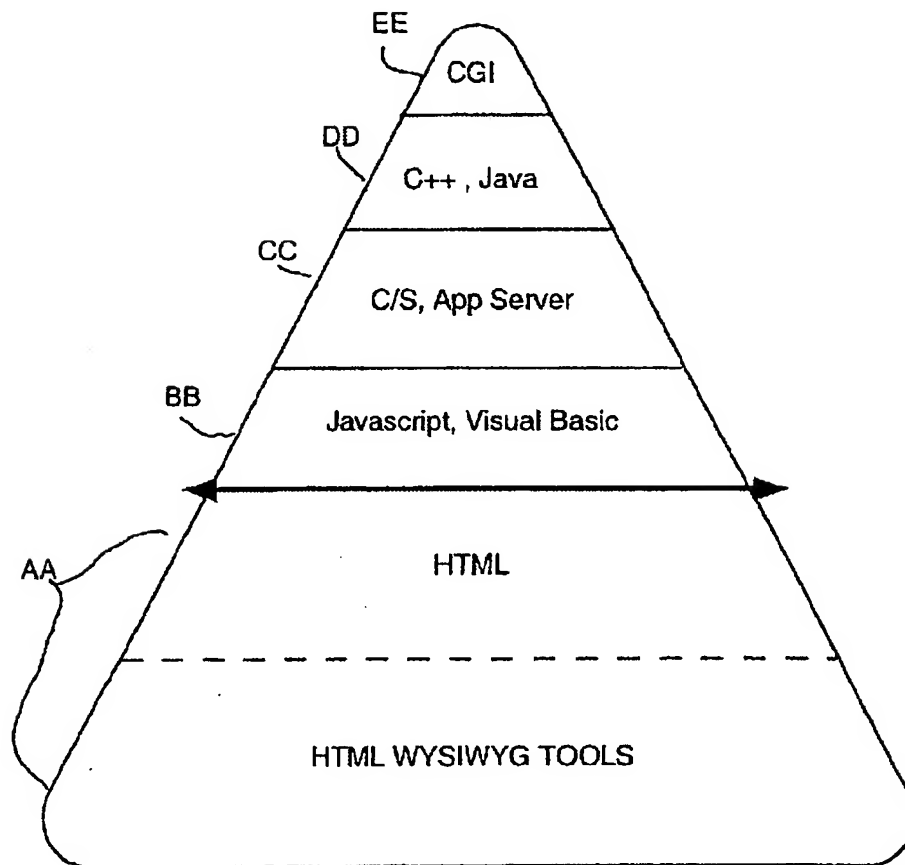 EE
CGI
DD
C++ , Java
CC
C/S, App Server
BB
Javascript, Visual Basic
AA
HTML
HTML WYSIWYG TOOLS